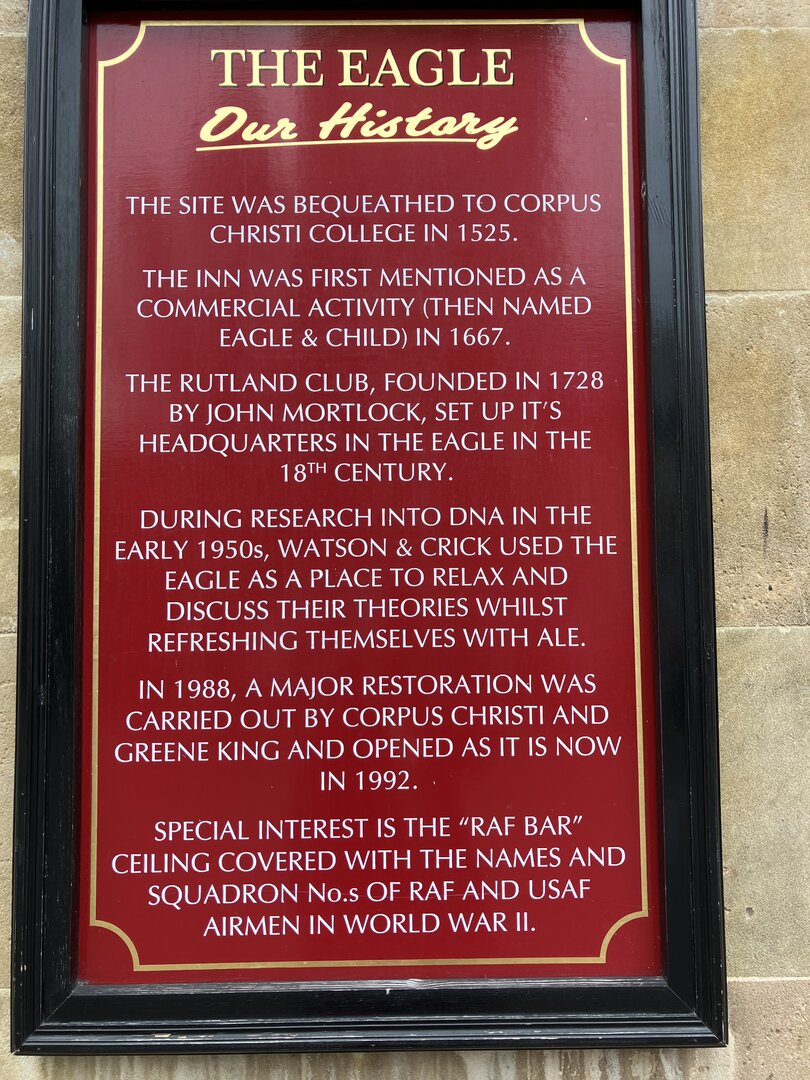 THE EAGLE
Our History
THE SITE WAS BEQUEATHED TO CORPUS
CHRISTI COLLEGE IN 1525.
THE INN WAS FIRST MENTIONED AS A
COMMERCIAL ACTIVITY (THEN NAMED
EAGLE & CHILD) IN 1667.
THE RUTLAND CLUB, FOUNDED IN 1728
BY JOHN MORTLOCK, SET UP IT'S
HEADQUARTERS IN THE EAGLE IN THE
18TH CENTURY.
DURING RESEARCH INTO DNA IN THE
EARLY 1950s, WATSON & CRICK USED THE
EAGLE AS A PLACE TO RELAX AND
DISCUSS THEIR THEORIES WHILST
REFRESHING THEMSELVES WITH ALE.
IN 1988, A MAJOR RESTORATION WAS
CARRIED OUT BY CORPUS CHRISTI AND
GREENE KING AND OPENED AS IT IS NOW
IN 1992.
SPECIAL INTEREST IS THE “RAF BAR”
CEILING COVERED WITH THE NAMES AND
SQUADRON No.s OF RAF AND USAF
AIRMEN IN WORLD WAR II.